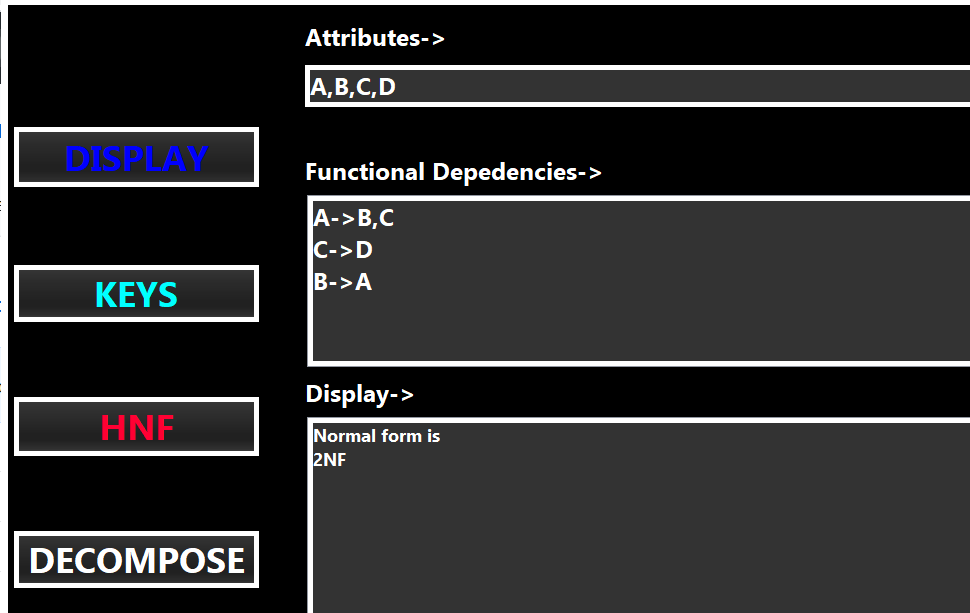 Attributes->
A,B,C,D
DISPLAY
Functional Depedencies->
A->B,C
C->D
B->A
KEYS
Display->
HNF
Normal form is
2NF
DECOMPOSE